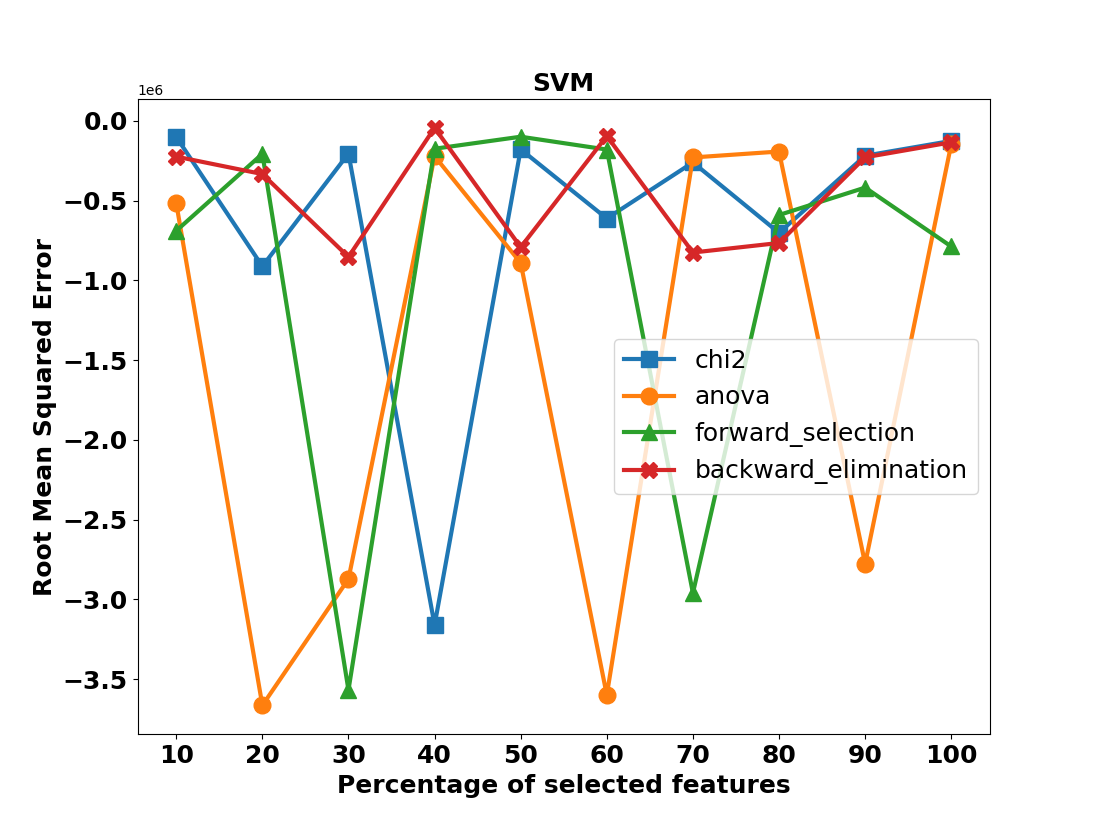 SVM
1e6
0.0
−0.5
−1.0
−1.5
−2.0
−2.5
−3.0
−3.5
Root Mean Squared Error
chi2
anova
forward_selection
backward_elimination
10 20 30 40 50 60 70 80 90 100
Percentage of selected features